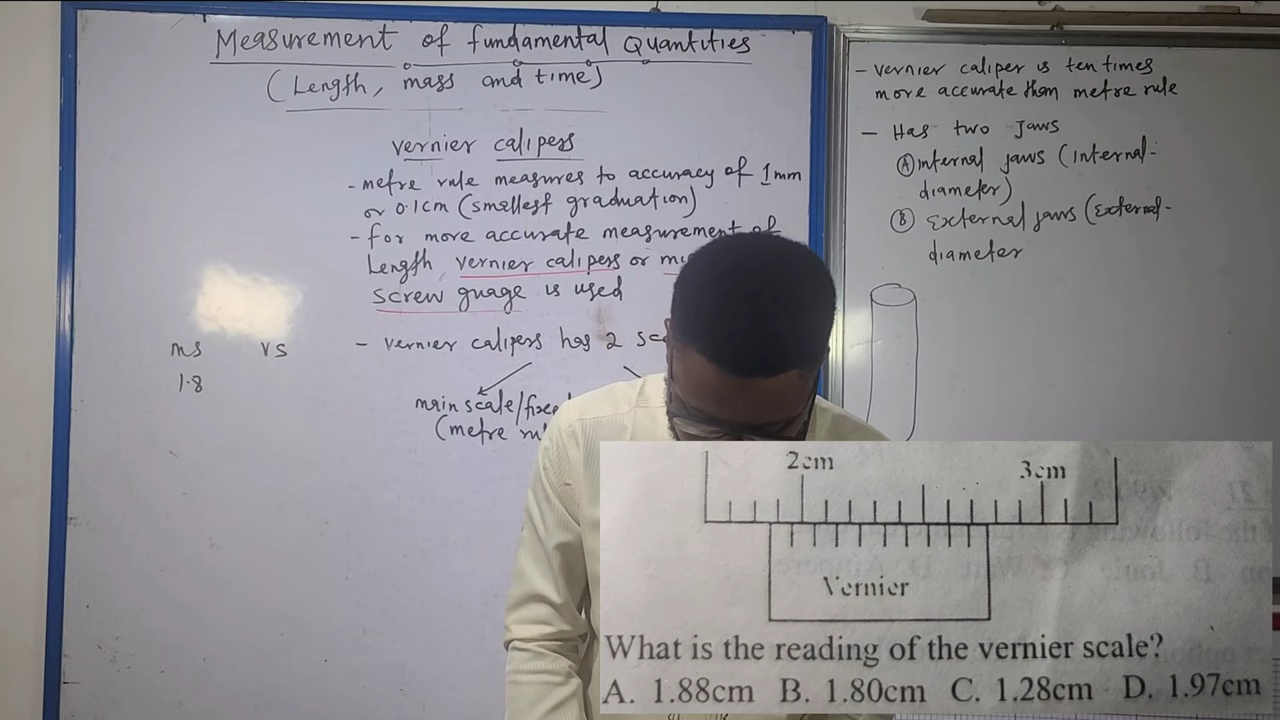 Measurement of fundamental Quantities
(Length, mass and time)
vernier calipers
- metre rule measures to accuracy of 1mm
or 0.1cm (smallest graduation)
- for more accurate measurement of
Length vernier calipers or
screw guage is used
- vernier calipers has 2
main scale/
(metre
ms vs
1.8
- vernier caliper is ten times
more accurate than metre rule
- Has two Jaws
(A) internal jaws (internal-
diameter)
(B) External jaws (External-
diameter
2cm 3cm
Vernier
What is the reading of the vernier scale?
A. 1.88cm B. 1.80cm C. 1.28cm D. 1.97cm